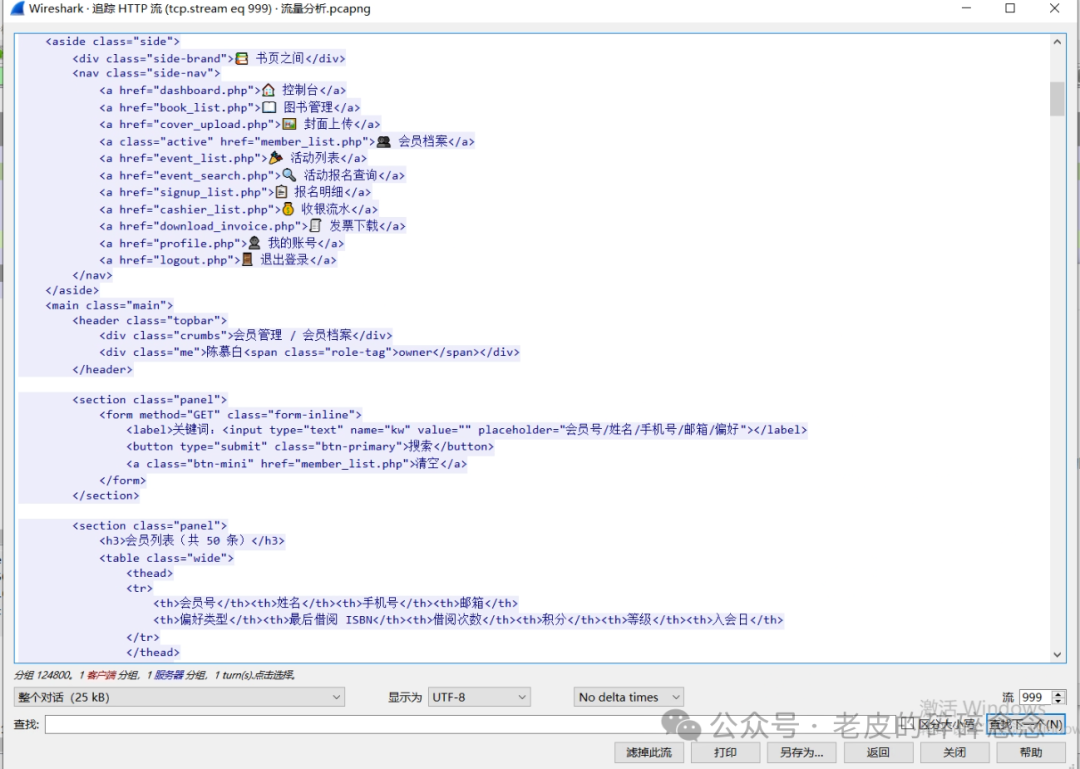 Wireshark · 追踪 HTTP 流 (tcp.stream eq 999) · 流量分析.pcapng
<aside class="side">
<div class="side-brand">📚 书页之间</div>
<nav class="side-nav">
<a href="dashboard.php">🏠 控制台</a>
<a href="book_list.php">📖 图书管理</a>
<a href="cover_upload.php">🖼 封面上传</a>
<a class="active" href="member_list.php">👥 会员档案</a>
<a href="event_list.php">🎉 活动列表</a>
<a href="event_search.php">🔍 活动报名查询</a>
<a href="signup_list.php">📋 报名明细</a>
<a href="cashier_list.php">💰 收银流水</a>
<a href="download_invoice.php">🧾 发票下载</a>
<a href="profile.php">👤 我的账号</a>
<a href="logout.php">🚪 退出登录</a>
</nav>
</aside>
<main class="main">
<header class="topbar">
<div class="crumbs">会员管理 / 会员档案</div>
<div class="me">陈慕白<span class="role-tag">owner</span></div>
</header>
<section class="panel">
<form method="GET" class="form-inline">
<label>关键词：<input type="text" name="kw" value="" placeholder="会员号/姓名/手机号/邮箱/偏好"></label>
<button type="submit" class="btn-primary">搜索</button>
<a class="btn-mini" href="member_list.php">清空</a>
</form>
</section>
<section class="panel">
<h3>会员列表（共 50 条）</h3>
<table class="wide">
<thead>
<tr>
<th>会员号</th><th>姓名</th><th>手机号</th><th>邮箱</th>
<th>偏好类型</th><th>最后借阅 ISBN</th><th>借阅次数</th><th>积分</th><th>等级</th><th>入会日</th>
</tr>
</thead>
分组 124800。1 客户端 分组，1 服务器 分组，1 turn(s).点击选择。
整个对话 (25 kB) 显示为 UTF-8 No delta times 流 999
激活 Windows
查找: 区分大小写 查找下一个(N)
公众号 · 老皮的碎碎念
滤掉此流 打印 另存为... 返回 关闭 帮助